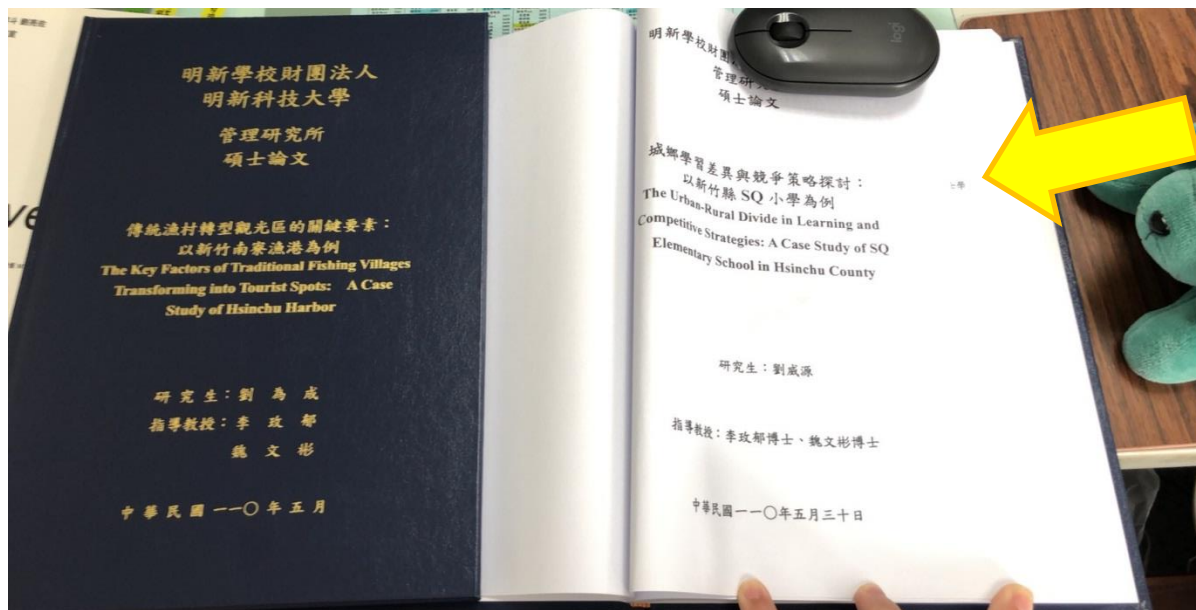 明新學校財團法人
明新科技大學
管理研究所
碩士論文
傳統漁村轉型觀光區的關鍵要素：
以新竹南寮漁港為例
The Key Factors of Traditional Fishing Villages
Transforming into Tourist Spots: A Case
Study of Hsinchu Harbor
研究生：劉為成
指導教授：李玫郁
魏文彬
中華民國一一〇年五月
明新學校財團
管理研
碩士論文
城鄉學習差異與競爭策略探討：
以新竹縣 SQ 小學為例
The Urban-Rural Divide in Learning and
Competitive Strategies: A Case Study of SQ
Elementary School in Hsinchu County
研究生：劉威源
指導教授：李玫郁博士、魏文彬博士
中華民國一一〇年五月三十日
logi